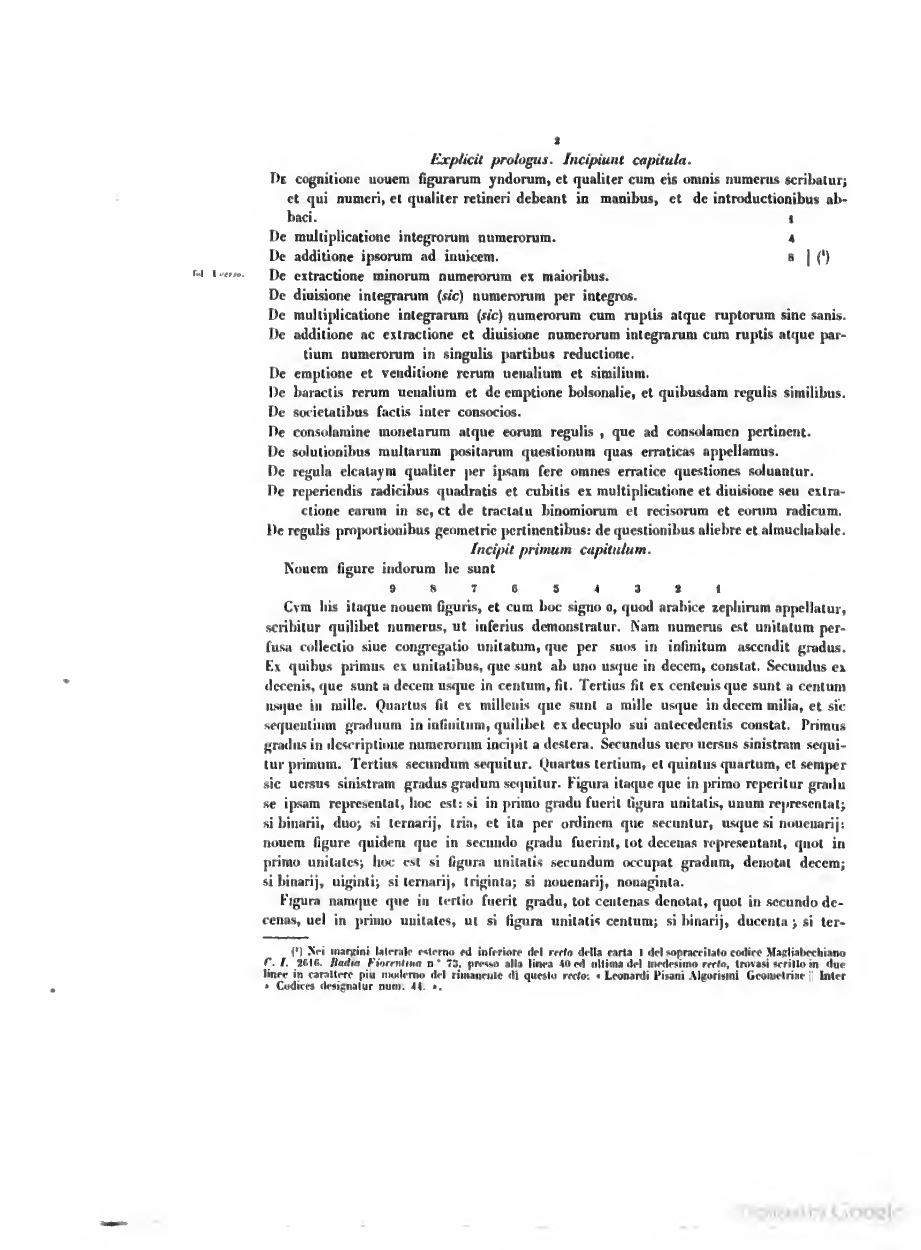 2
Explicit prologus. Incipiunt capitula.
De cognitione nouem figurarum yndorum, et qualiter cum eis omnis numerus scribatur;
et qui numeri, et qualiter retineri debeant in manibus, et de introductionibus ab-
baci. 1
De multiplicatione integrorum numerorum. 4
De additione ipsorum ad inuicem. 8 | (1)
fol. 1 verso. De extractione minorum numerorum ex maioribus.
De diuisione integrarum (sic) numerorum per integros.
De multiplicatione integrarum (sic) numerorum cum ruptis atque ruptorum sine sanis.
De additione ac extractione et diuisione numerorum integrarum cum ruptis atque par-
tium numerorum in singulis partibus reductione.
De emptione et venditione rerum uenalium et similium.
De baractis rerum uenalium et de emptione bolsonalie, et quibusdam regulis similibus.
De societatibus factis inter consocios.
De consolamine monetarum atque eorum regulis , que ad consolamen pertinent.
De solutionibus multarum positarum questionum quas erraticas appellamus.
De regula elcataym qualiter per ipsam fere omnes erratice questiones soluantur.
De reperiendis radicibus quadratis et cubitis ex multiplicatione et diuisione seu extra-
ctione earum in se, et de tractatu binomiorum et recisorum et eorum radicum.
De regulis proportionibus geometrie pertinentibus: de questionibus aliebre et almuchabale.
Incipit primum capitulum.
Nouem figure indorum he sunt
9 8 7 6 5 4 3 2 1
Cvm his itaque nouem figuris, et cum hoc signo 0, quod arabice zephirum appellatur,
scribitur quilibet numerus, ut inferius demonstratur. Nam numerus est unitatum per-
fusa collectio siue congregatio unitatum, que per suos in infinitum ascendit gradus.
Ex quibus primus ex unitatibus, que sunt ab uno usque in decem, constat. Secundus ex
decenis, que sunt a decem usque in centum, fit. Tertius fit ex centenis que sunt a centum
usque in mille. Quartus fit ex millenis que sunt a mille usque in decem milia, et sic
sequentium graduum in infinitum, quilibet ex decuplo sui antecedentis constat. Primus
gradus in descriptione numerorum incipit a destera. Secundus uero uersus sinistram sequi-
tur primum. Tertius secundum sequitur. Quartus tertium, et quintus quartum, et semper
sic uersus sinistram gradus gradum sequitur. Figura itaque que in primo reperitur gradu
se ipsam representat, hoc est: si in primo gradu fuerit figura unitatis, unum representat;
si binarii, duo; si ternarij, tria, et ita per ordinem que secuntur, usque si nouenarij:
nouem figure quidem que in secundo gradu fuerint, tot decenas representant, quot in
primo unitates; hoc est si figura unitatis secundum occupat gradum, denotat decem;
si binarij, uiginti; si ternarij, triginta; si nouenarij, nonaginta.
Figura namque que in tertio fuerit gradu, tot centenas denotat, quot in secundo de-
cenas, uel in primo unitates, ut si figura unitatis centum; si binarij, ducenta ; si ter-
(1) Nei margini laterale esterno ed inferiore del recto della carta 1 del sopraccitato codice Magliabechiano
C. I. 2616. Badia Fiorentina n.° 73, presso alla linea 40 ed ultima del medesimo recto, trovasi scritto in due
linee in carattere piu moderno del rimanente di questo recto: « Leonardi Pisani Algorismi Geometriae || Inter
» Codices designatur num. 44. ».
Digitized by Google